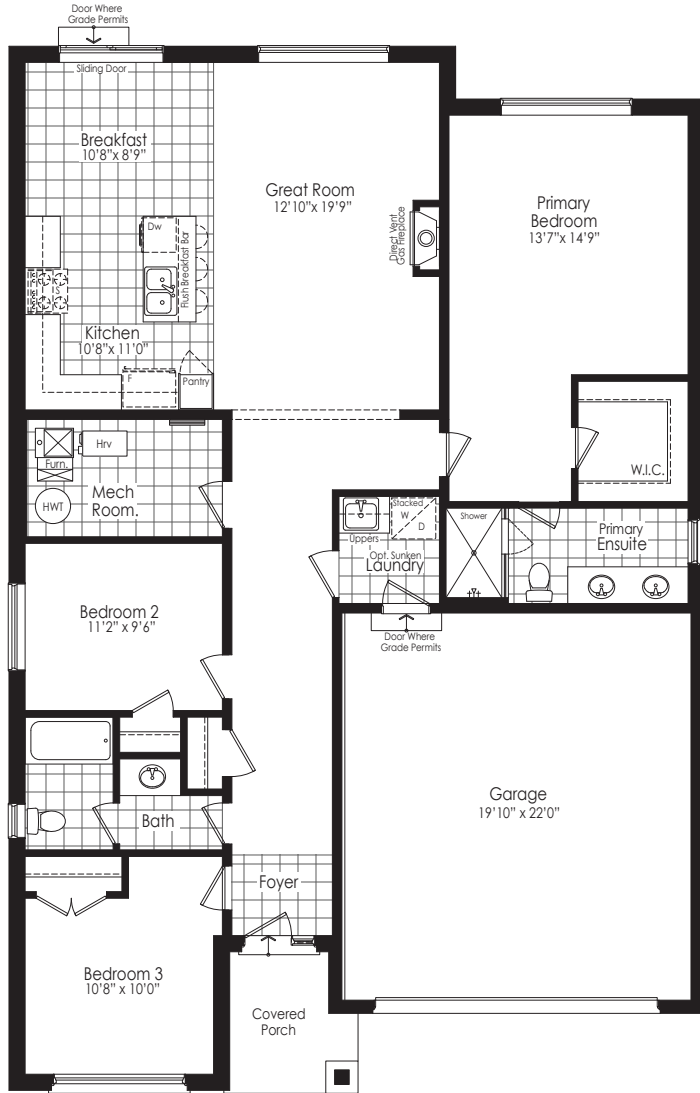 Door Where
Grade Permits
Sliding Door
Breakfast
10'8"x 8'9"
Great Room
12'10"x 19'9"
Primary
Bedroom
13'7"x 14'9"
Direct Vent
Gas Fireplace
Dw
Flush Breakfast Bar
S
Kitchen
10'8"x 11'0"
F
Pantry
Hrv
Furn.
Mech
Room.
HWT
W.I.C.
Stacked
W
D
Uppers
Opt. Sunken
Laundry
Shower
Primary
Ensuite
Door Where
Grade Permits
Bedroom 2
11'2" x 9'6"
Bath
Garage
19'10" x 22'0"
Foyer
Bedroom 3
10'8" x 10'0"
Covered
Porch